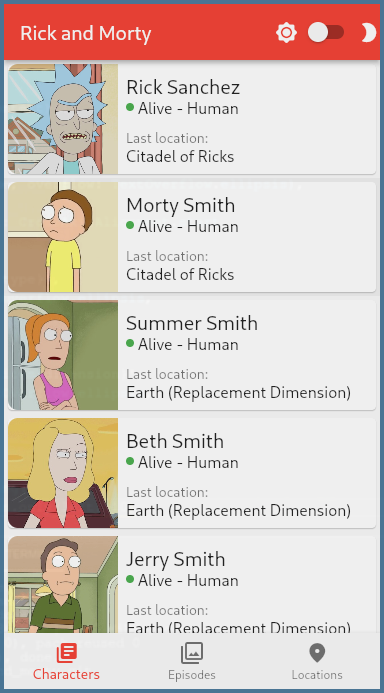 Rick and Morty
Rick Sanchez
Alive - Human
Last location:
Citadel of Ricks
Morty Smith
Alive - Human
Last location:
Citadel of Ricks
Summer Smith
Alive - Human
Last location:
Earth (Replacement Dimension)
Beth Smith
Alive - Human
Last location:
Earth (Replacement Dimension)
Jerry Smith
Alive - Human
Last location:
Earth (Replacement Dimension)
Characters
Episodes
Locations